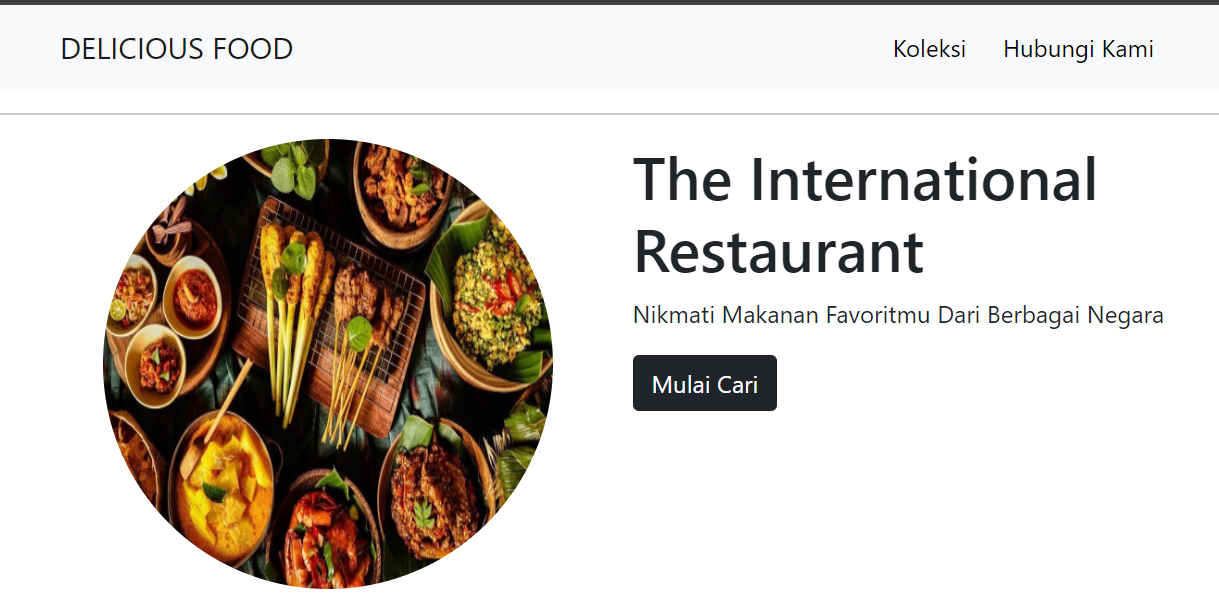 DELICIOUS FOOD
Koleksi
Hubungi Kami
The International
Restaurant
Nikmati Makanan Favoritmu Dari Berbagai Negara
Mulai Cari